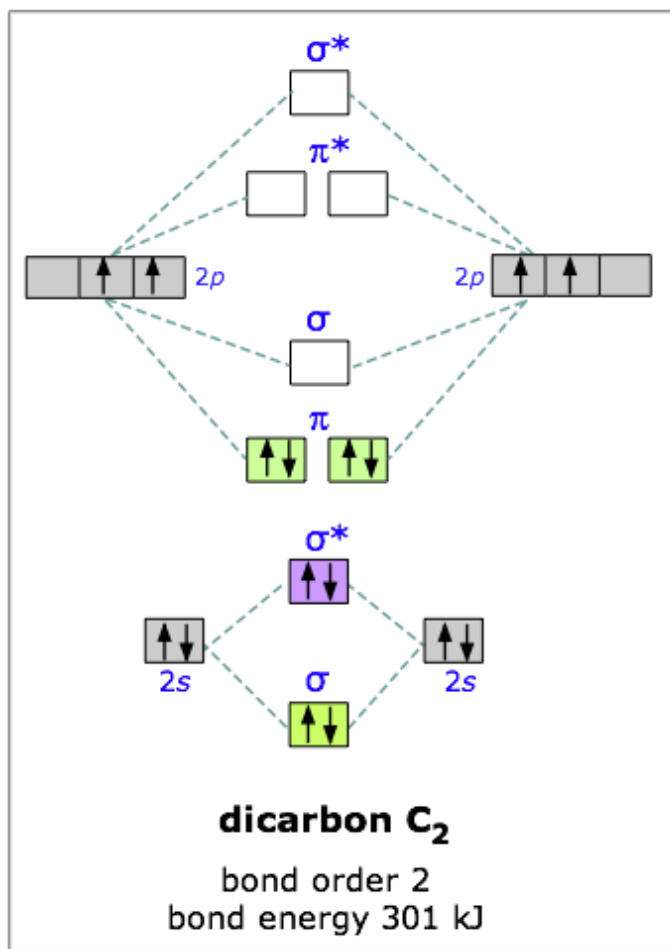 σ*
π*
2p 2p
σ
π
σ*
2s 2s
σ
dicarbon C₂
bond order 2
bond energy 301 kJ